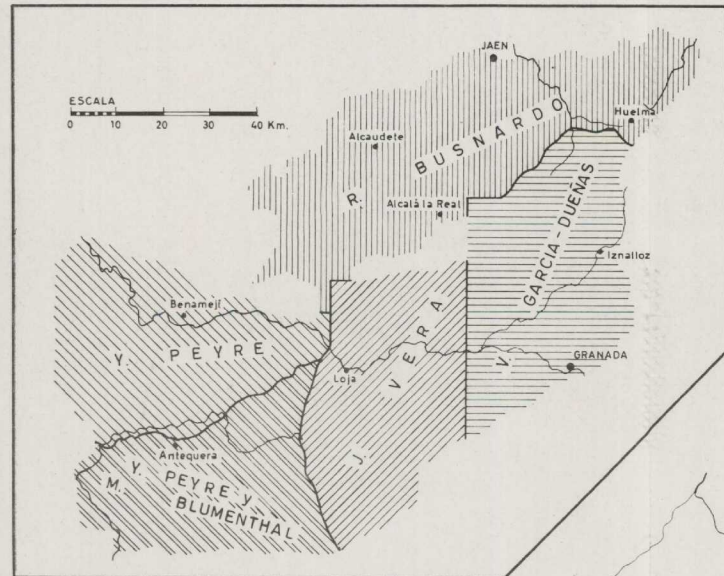 JAEN
ESCALA
0 10 20 30 40 Km.
Huelma
Alcaudete
R. BUSNARDO
Alcalá la Real
GARCIA-DUEÑAS
V.
Iznalloz
Benamejí
Y. PEYRE
J. VERA
Loja
GRANADA
Antequera
Y. PEYRE y
M. BLUMENTHAL